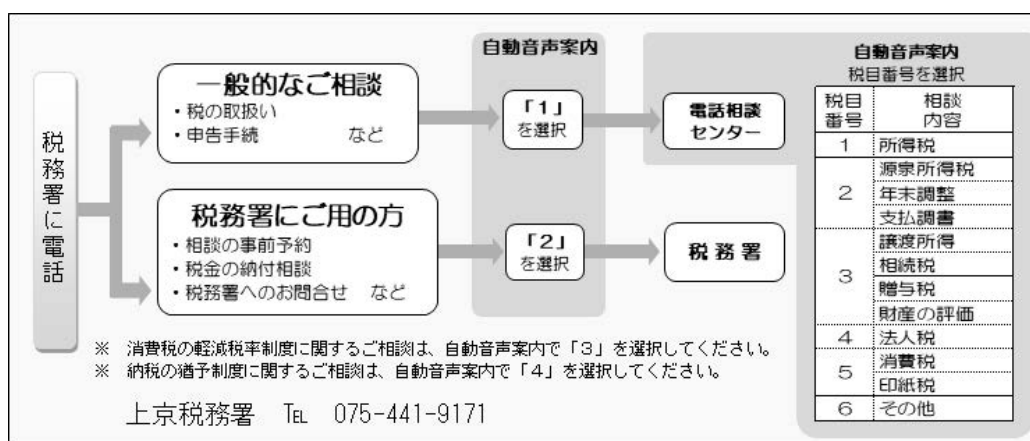 税務署に電話
一般的なご相談
・税の取扱い
・申告手続　など
税務署にご用の方
・相談の事前予約
・税金の納付相談
・税務署へのお問合せ　など
自動音声案内
「1」
を選択
「2」
を選択
電話相談
センター
税務署
自動音声案内
税目番号を選択
税目番号　相談内容
1　所得税
2　源泉所得税
年末調整
支払調書
3　譲渡所得
相続税
贈与税
財産の評価
4　法人税
5　消費税
印紙税
6　その他
※　消費税の軽減税率制度に関するご相談は、自動音声案内で「3」を選択してください。
※　納税の猶予制度に関するご相談は、自動音声案内で「4」を選択してください。
上京税務署　TEL　075-441-9171